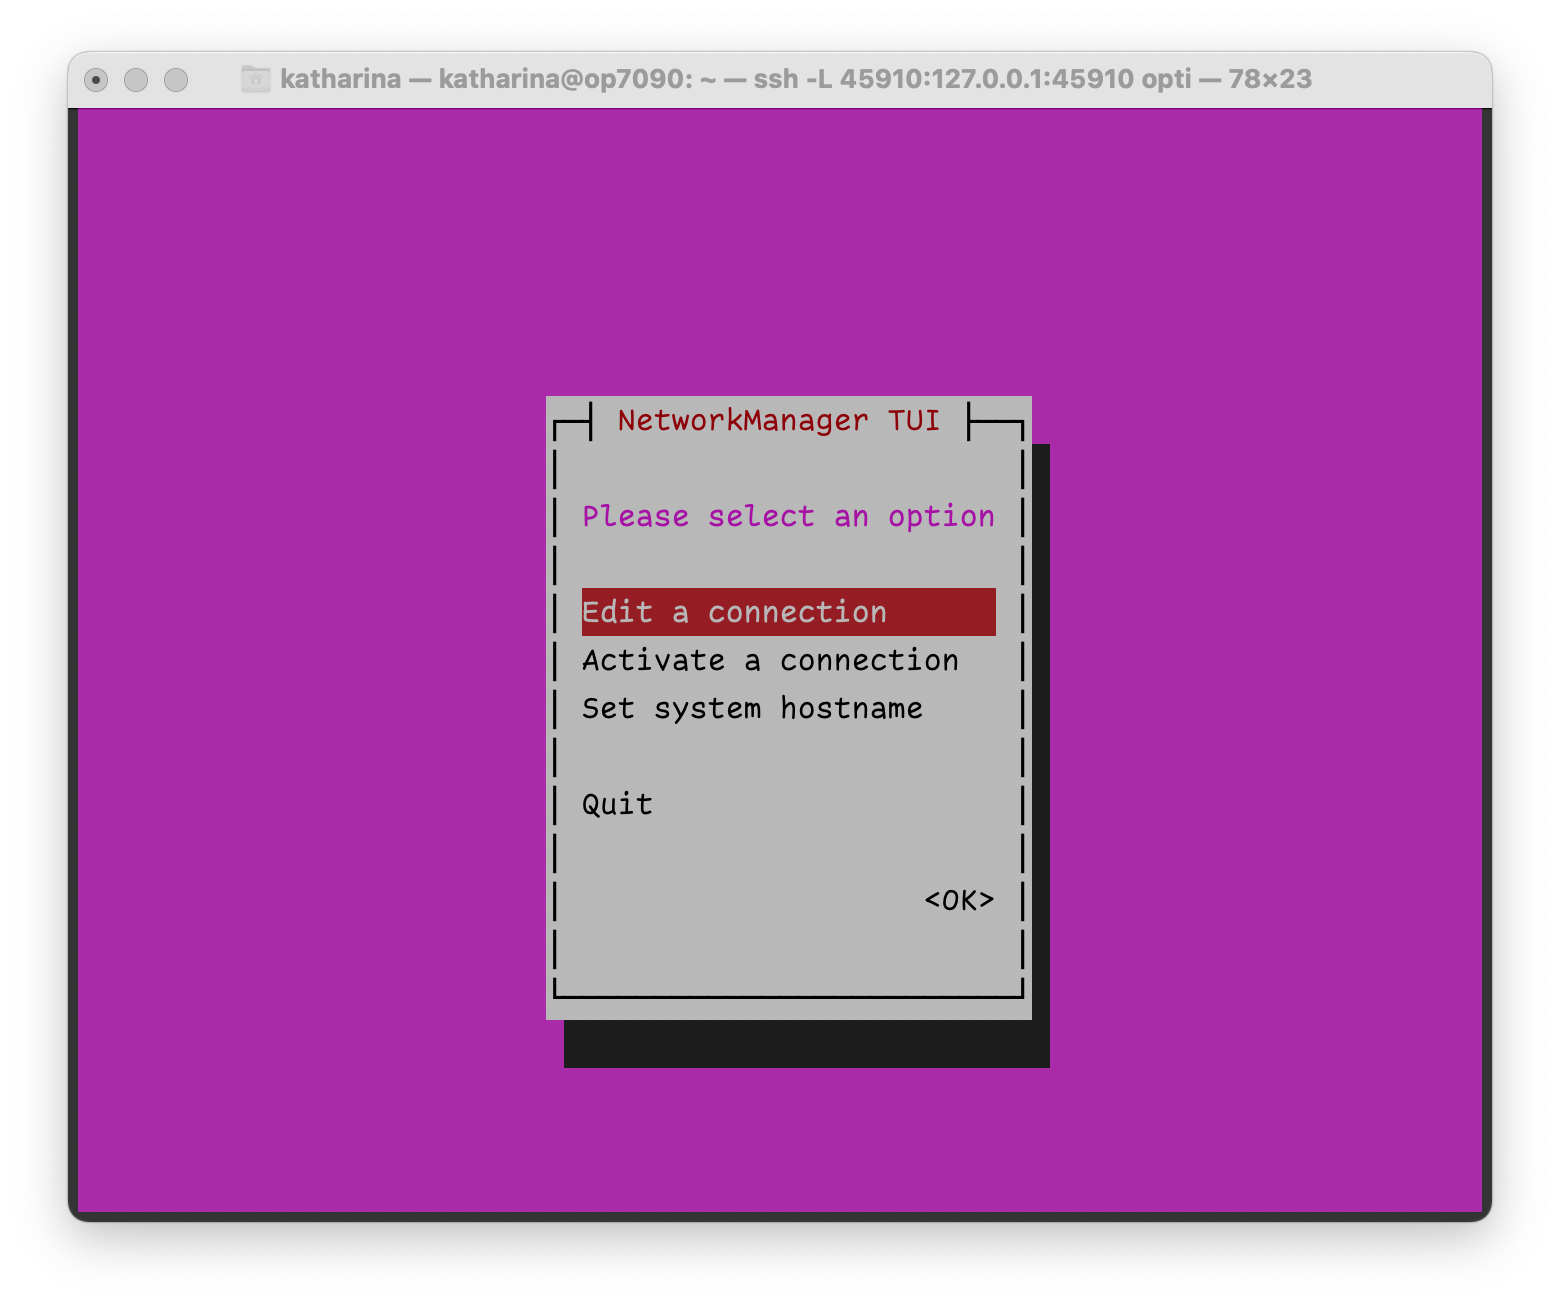 katharina — katharina@op7090: ~ — ssh -L 45910:127.0.0.1:45910 opti — 78×23
NetworkManager TUI
Please select an option
Edit a connection
Activate a connection
Set system hostname
Quit
<OK>